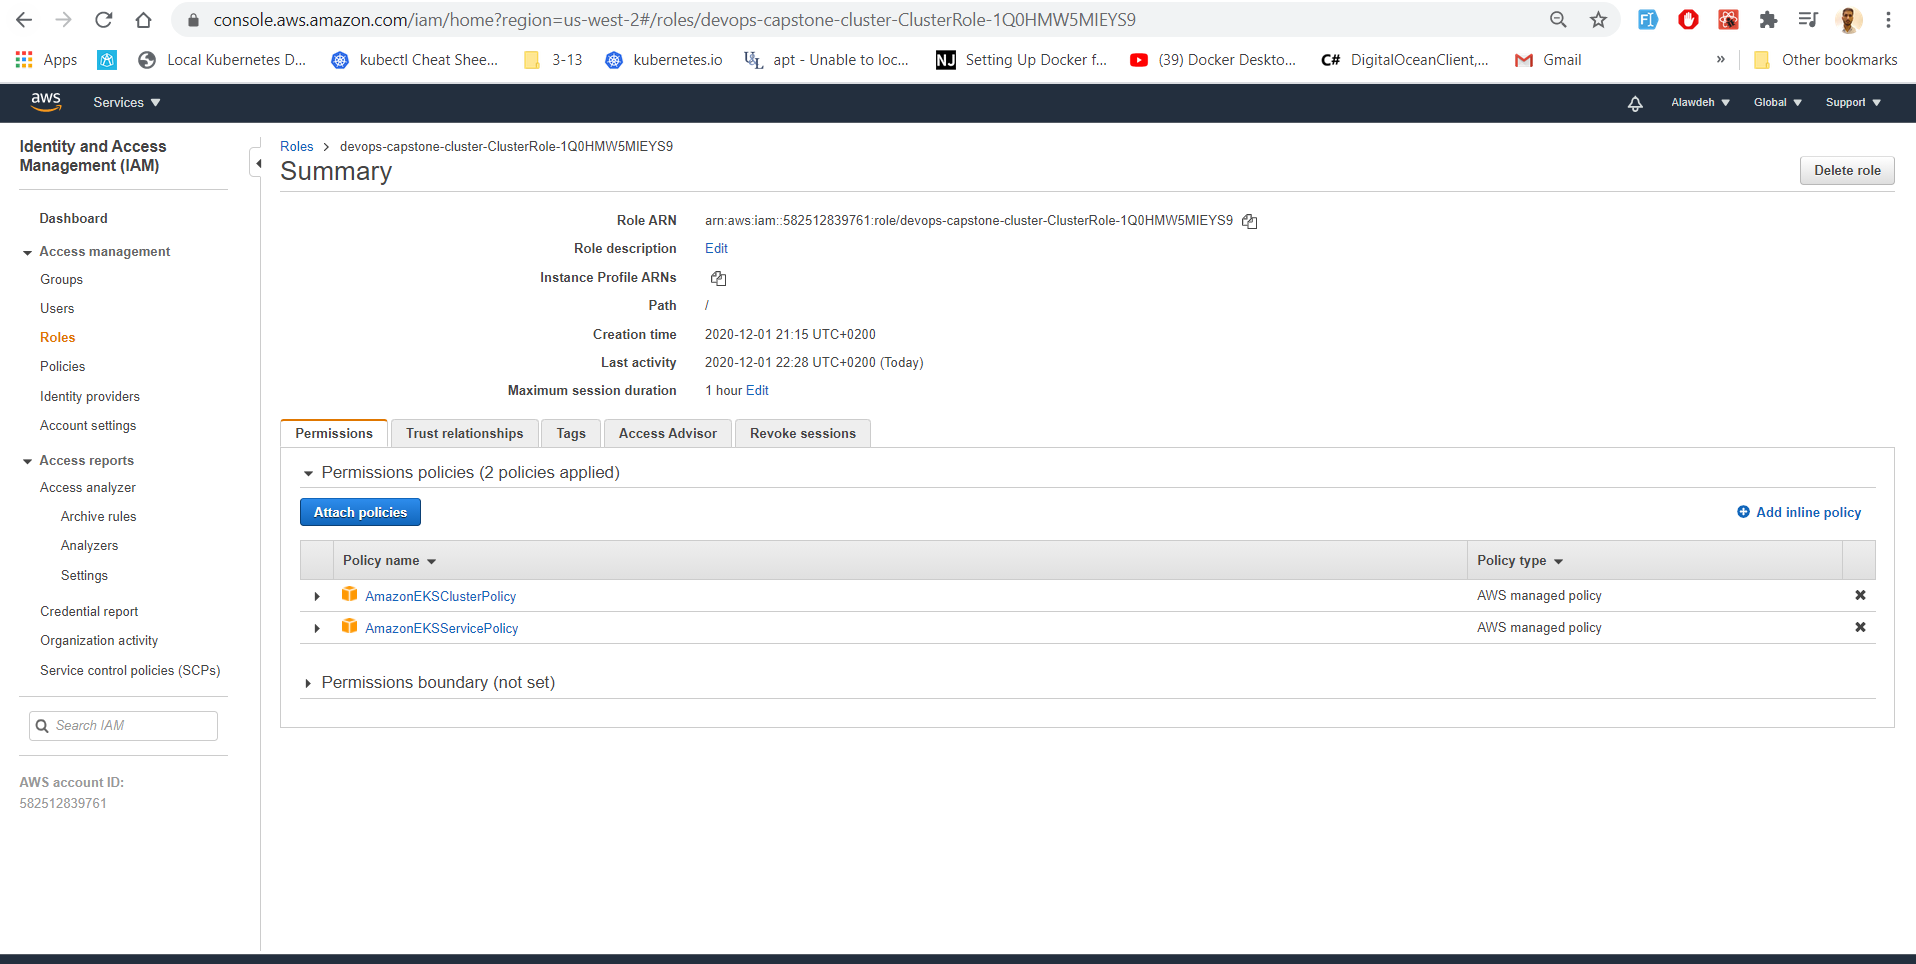 console.aws.amazon.com/iam/home?region=us-west-2#/roles/devops-capstone-cluster-ClusterRole-1Q0HMW5MIEYS9
Apps Local Kubernetes D... kubectl Cheat Shee... 3-13 kubernetes.io apt - Unable to loc... NJ Setting Up Docker f... (39) Docker Deskto... C# DigitalOceanClient,... Gmail » Other bookmarks
aws Services Alawdeh Global Support
Identity and Access
Management (IAM)
Dashboard
Access management
Groups
Users
Roles
Policies
Identity providers
Account settings
Access reports
Access analyzer
Archive rules
Analyzers
Settings
Credential report
Organization activity
Service control policies (SCPs)
Search IAM
AWS account ID:
582512839761
Roles > devops-capstone-cluster-ClusterRole-1Q0HMW5MIEYS9
Summary
Delete role
Role ARN arn:aws:iam::582512839761:role/devops-capstone-cluster-ClusterRole-1Q0HMW5MIEYS9
Role description Edit
Instance Profile ARNs
Path /
Creation time 2020-12-01 21:15 UTC+0200
Last activity 2020-12-01 22:28 UTC+0200 (Today)
Maximum session duration 1 hour Edit
Permissions Trust relationships Tags Access Advisor Revoke sessions
Permissions policies (2 policies applied)
Attach policies Add inline policy
Policy name Policy type
AmazonEKSClusterPolicy AWS managed policy
AmazonEKSServicePolicy AWS managed policy
Permissions boundary (not set)